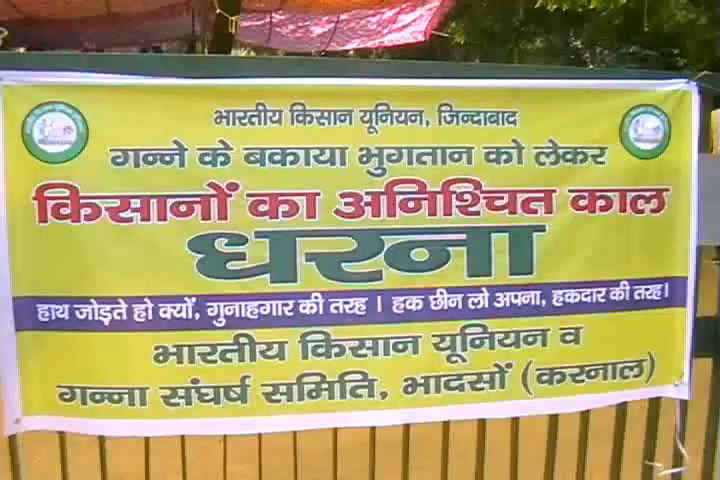 भारतीय किसान यूनियन, जिन्दाबाद
गन्ने के बकाया भुगतान को लेकर
किसानों का अनिश्चित काल
धरना
हाथ जोड़ते हो क्यों, गुनाहगार की तरह । हक छीन लो अपना, हकदार की तरह।
भारतीय किसान यूनियन व
गन्ना संघर्ष समिति, भादसों (करनाल)